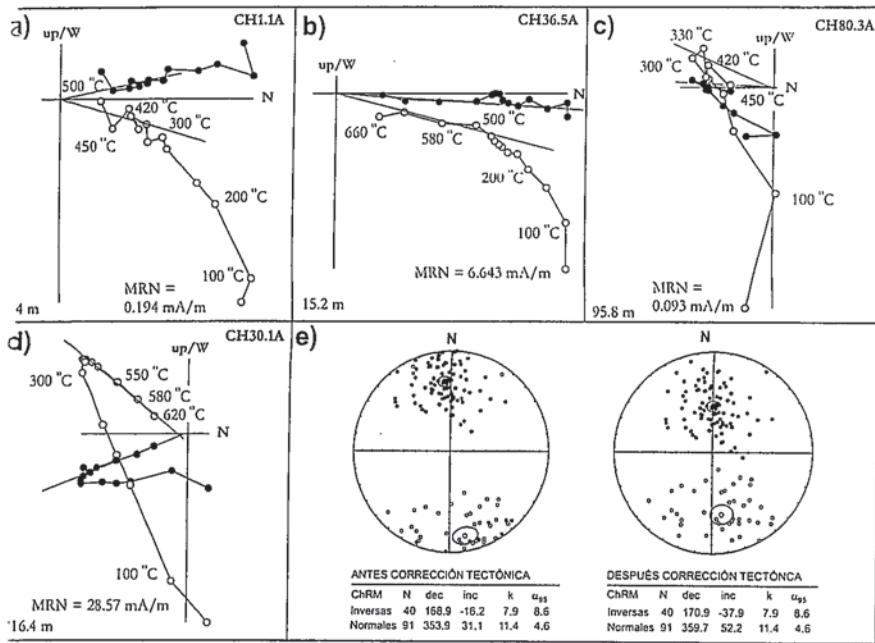 a)
CH1.1A
up/W
N
500 °C
420 °C
300 °C
450 °C
200 °C
100 °C
MRN =
0.194 mA/m
4 m
b)
CH36.5A
up/W
N
500 °C
660 °C
580 °C
200 °C
100 °C
MRN = 6.643 mA/m
15.2 m
c)
CH80.3A
330 °C
up/W
300 °C
420 °C
N
450 °C
100 °C
MRN =
0.093 mA/m
95.8 m
d)
CH30.1A
up/W
300 °C
550 °C
580 °C
620 °C
N
100 °C
MRN = 28.57 mA/m
16.4 m
e)
N
N
ANTES CORRECCIÓN TECTÓNICA
ChRM N dec inc k α95
Inversas 40 168.9 -16.2 7.9 8.6
Normales 91 353,9 31,1 11.4 4.6
DESPUÉS CORRECCIÓN TECTÓNCA
ChRM N dec inc k α95
Inversas 40 170.9 -37.9 7.9 8.6
Normales 91 359.7 52.2 11.4 4.6